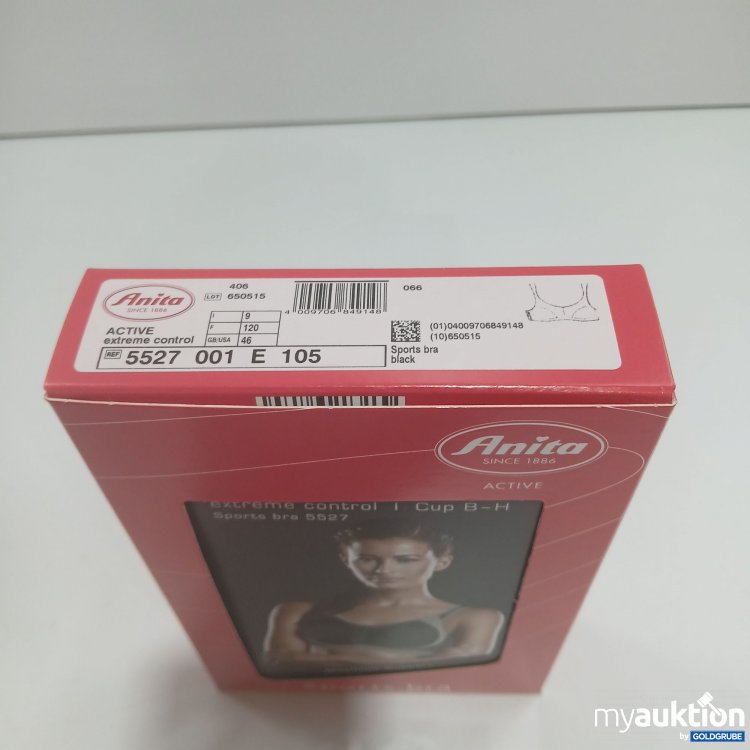 Anita
SINCE 1886
406
LOT 650515
4 009706 849148
066
ACTIVE
extreme control
I 9
F 120
GB/USA 46
(01)04009706849148
(10)650515
REF 5527 001 E 105
Sports bra
black
Anita
SINCE 1886
ACTIVE
extreme control | Cup B-H
Sports bra 5527
myauktion
by GOLDGRUBE